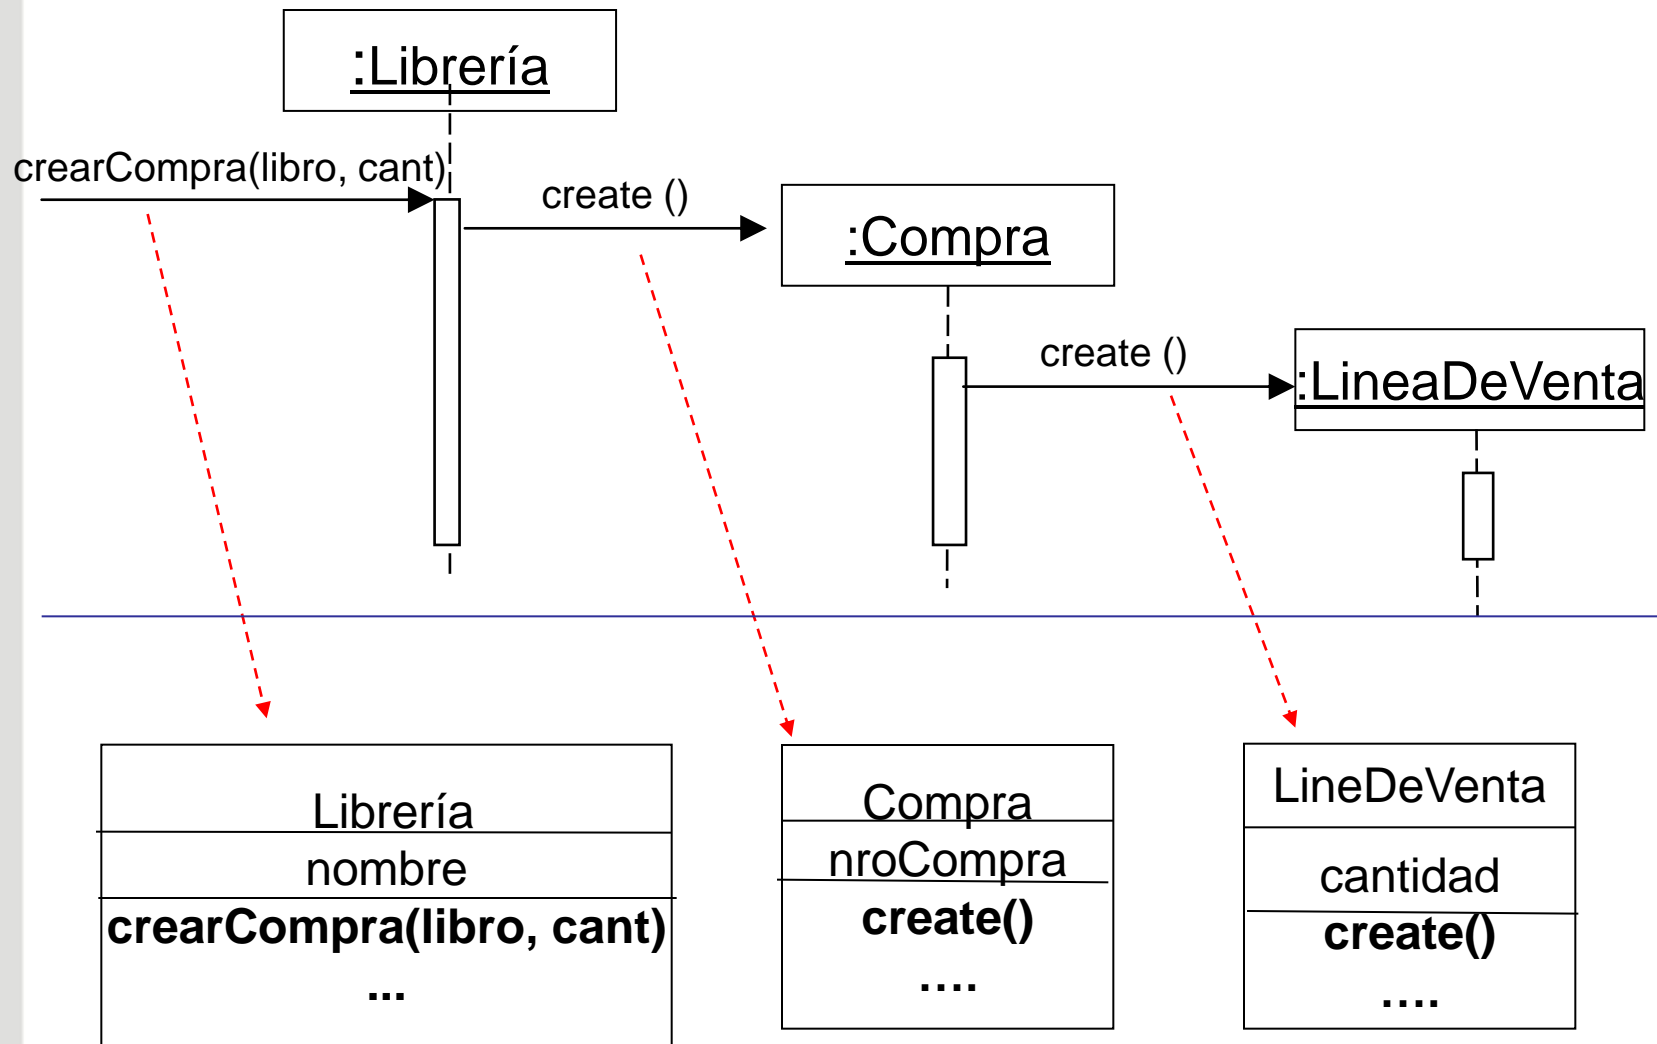 :Librería
crearCompra(libro, cant)
create ()
:Compra
create ()
:LineaDeVenta
Librería
nombre
crearCompra(libro, cant)
...
Compra
nroCompra
create()
....
LineDeVenta
cantidad
create()
....